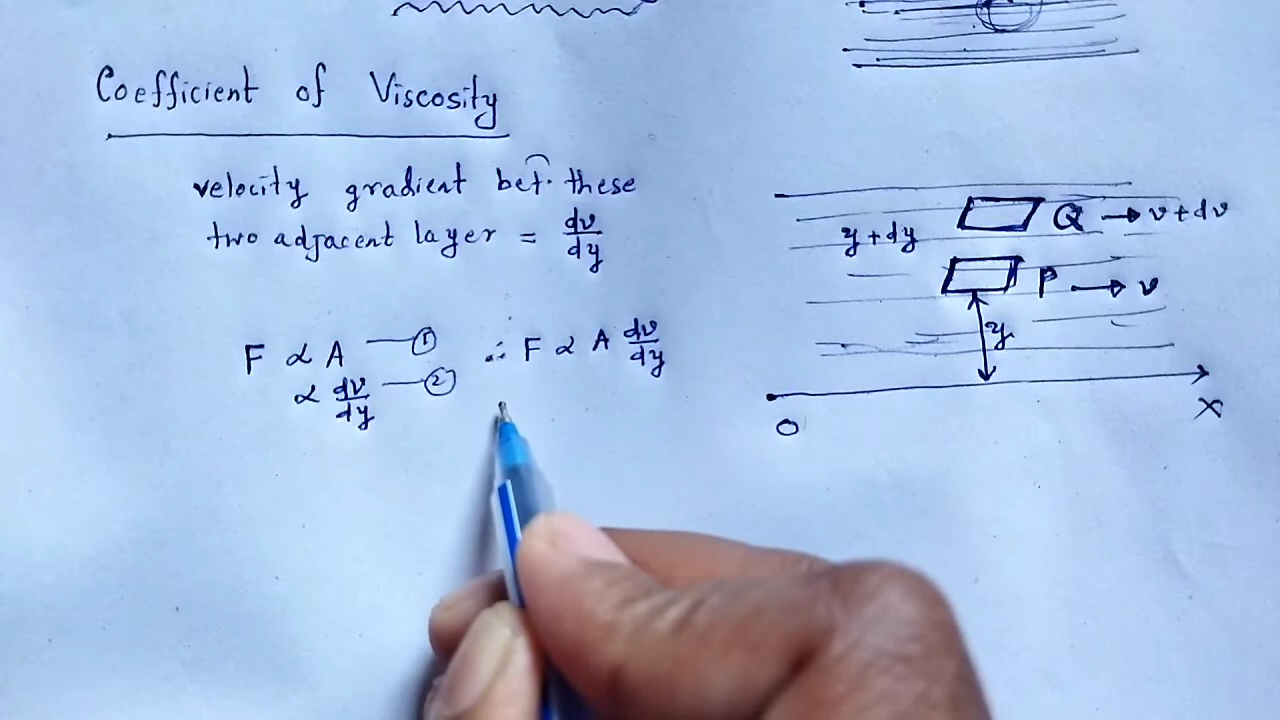 Coefficient of Viscosity
velocity gradient bet. these
two adjacent layer = dv/dy
F ∝ A — ①
∝ dv/dy — ②
∴ F ∝ A dv/dy
Q → v + dv
y + dy
P → v
y
O
X